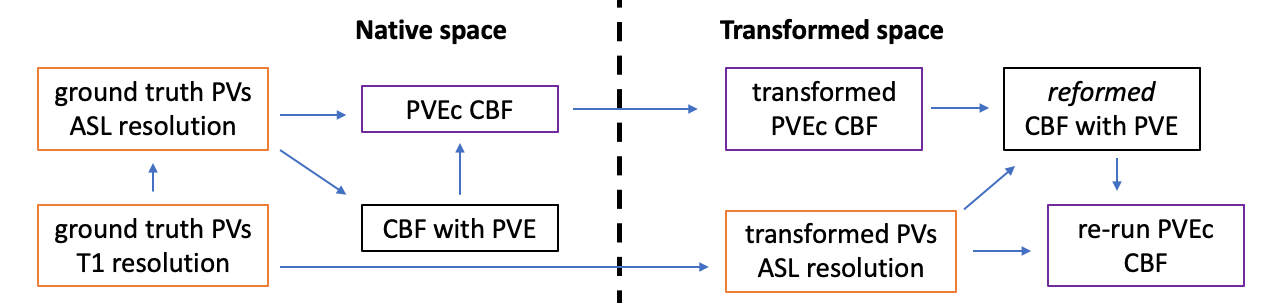 Native space
Transformed space
ground truth PVs
ASL resolution
PVEc CBF
transformed
PVEc CBF
reformed
CBF with PVE
ground truth PVs
T1 resolution
CBF with PVE
transformed PVs
ASL resolution
re-run PVEc
CBF